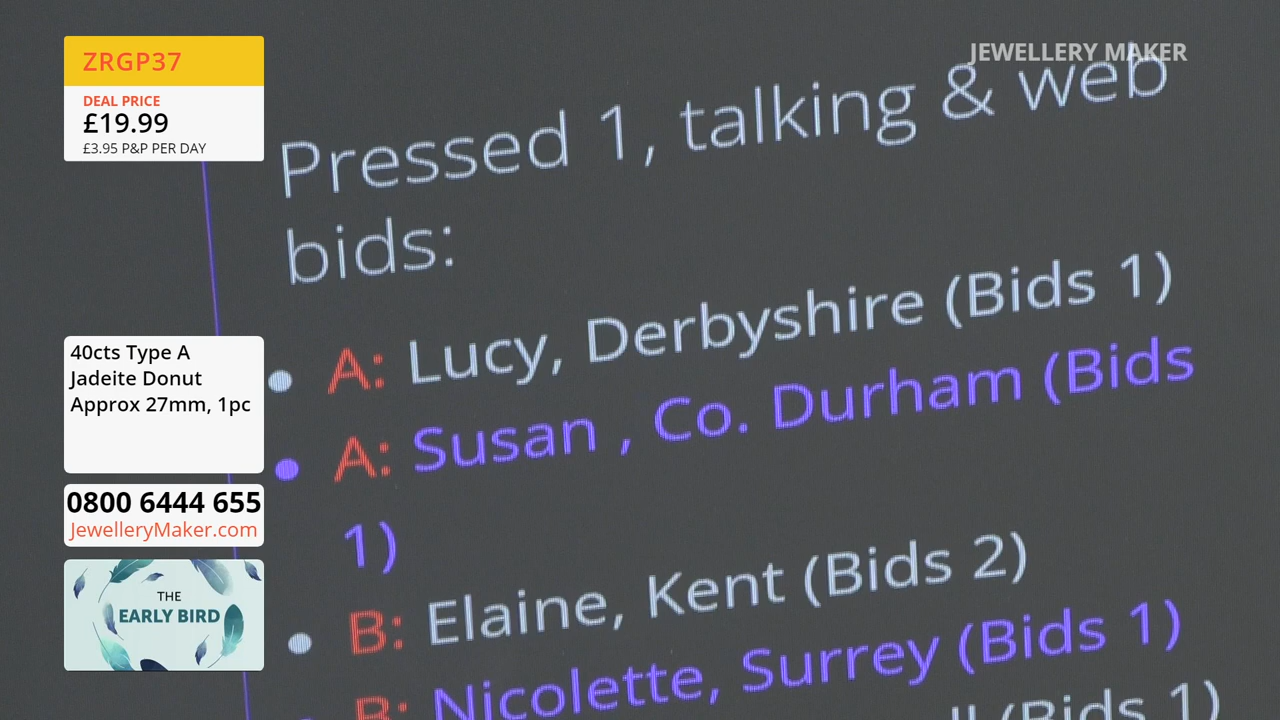 ZRGP37
DEAL PRICE
£19.99
£3.95 P&P PER DAY
JEWELLERY MAKER
Pressed 1, talking & web
bids:
A: Lucy, Derbyshire (Bids 1)
A: Susan , Co. Durham (Bids
1)
B: Elaine, Kent (Bids 2)
B: Nicolette, Surrey (Bids 1)
(Bids 1)
40cts Type A
Jadeite Donut
Approx 27mm, 1pc
0800 6444 655
JewelleryMaker.com
THE
EARLY BIRD